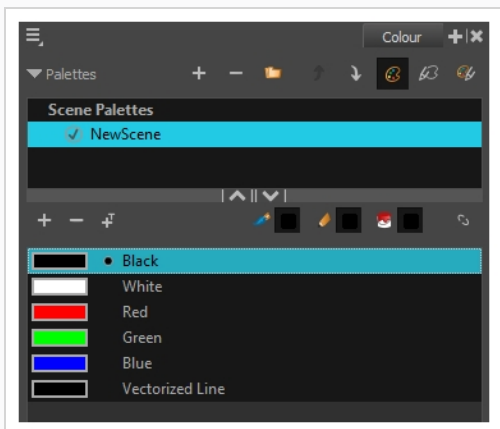 Colour
Palettes
Scene Palettes
NewScene
Black
White
Red
Green
Blue
Vectorized Line